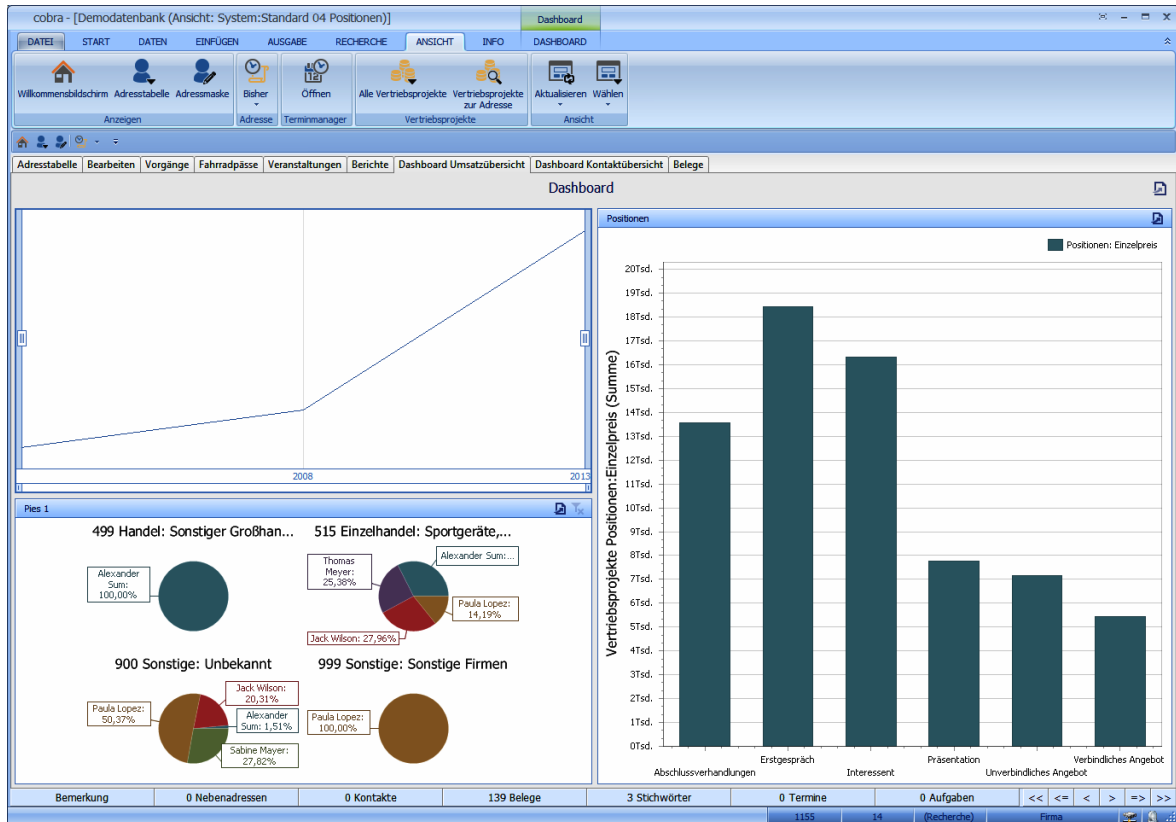 cobra - [Demodatenbank (Ansicht: System:Standard 04 Positionen)]
Dashboard
DATEI START DATEN EINFÜGEN AUSGABE RECHERCHE ANSICHT INFO DASHBOARD
Willkommensbildschirm Adresstabelle Adressmaske Bisher Öffnen Alle Vertriebsprojekte Vertriebsprojekte zur Adresse Aktualisieren Wählen
Anzeigen Adresse Terminmanager Vertriebsprojekte Ansicht
Adresstabelle Bearbeiten Vorgänge Fahrradpässe Veranstaltungen Berichte Dashboard Umsatzübersicht Dashboard Kontaktübersicht Belege
Dashboard
2008 2013
Pies 1
499 Handel: Sonstiger Großhan...
Alexander
Sum:
100,00%
515 Einzelhandel: Sportgeräte,...
Thomas
Meyer:
25,38%
Alexander Sum:...
Paula Lopez:
14,19%
Jack Wilson: 27,96%
900 Sonstige: Unbekannt
Paula Lopez:
50,37%
Jack Wilson:
20,31%
Alexander
Sum: 1,51%
Sabine Mayer:
27,82%
999 Sonstige: Sonstige Firmen
Paula Lopez:
100,00%
Positionen
Positionen: Einzelpreis
Vertriebsprojekte Positionen:Einzelpreis (Summe)
20Tsd.
19Tsd.
18Tsd.
17Tsd.
16Tsd.
15Tsd.
14Tsd.
13Tsd.
12Tsd.
11Tsd.
10Tsd.
9Tsd.
8Tsd.
7Tsd.
6Tsd.
5Tsd.
4Tsd.
3Tsd.
2Tsd.
1Tsd.
0Tsd.
Erstgespräch Präsentation Verbindliches Angebot
Abschlussverhandlungen Interessent Unverbindliches Angebot
Bemerkung 0 Nebenadressen 0 Kontakte 139 Belege 3 Stichwörter 0 Termine 0 Aufgaben << <= < > => >>
1155 14 (Recherche) Firma